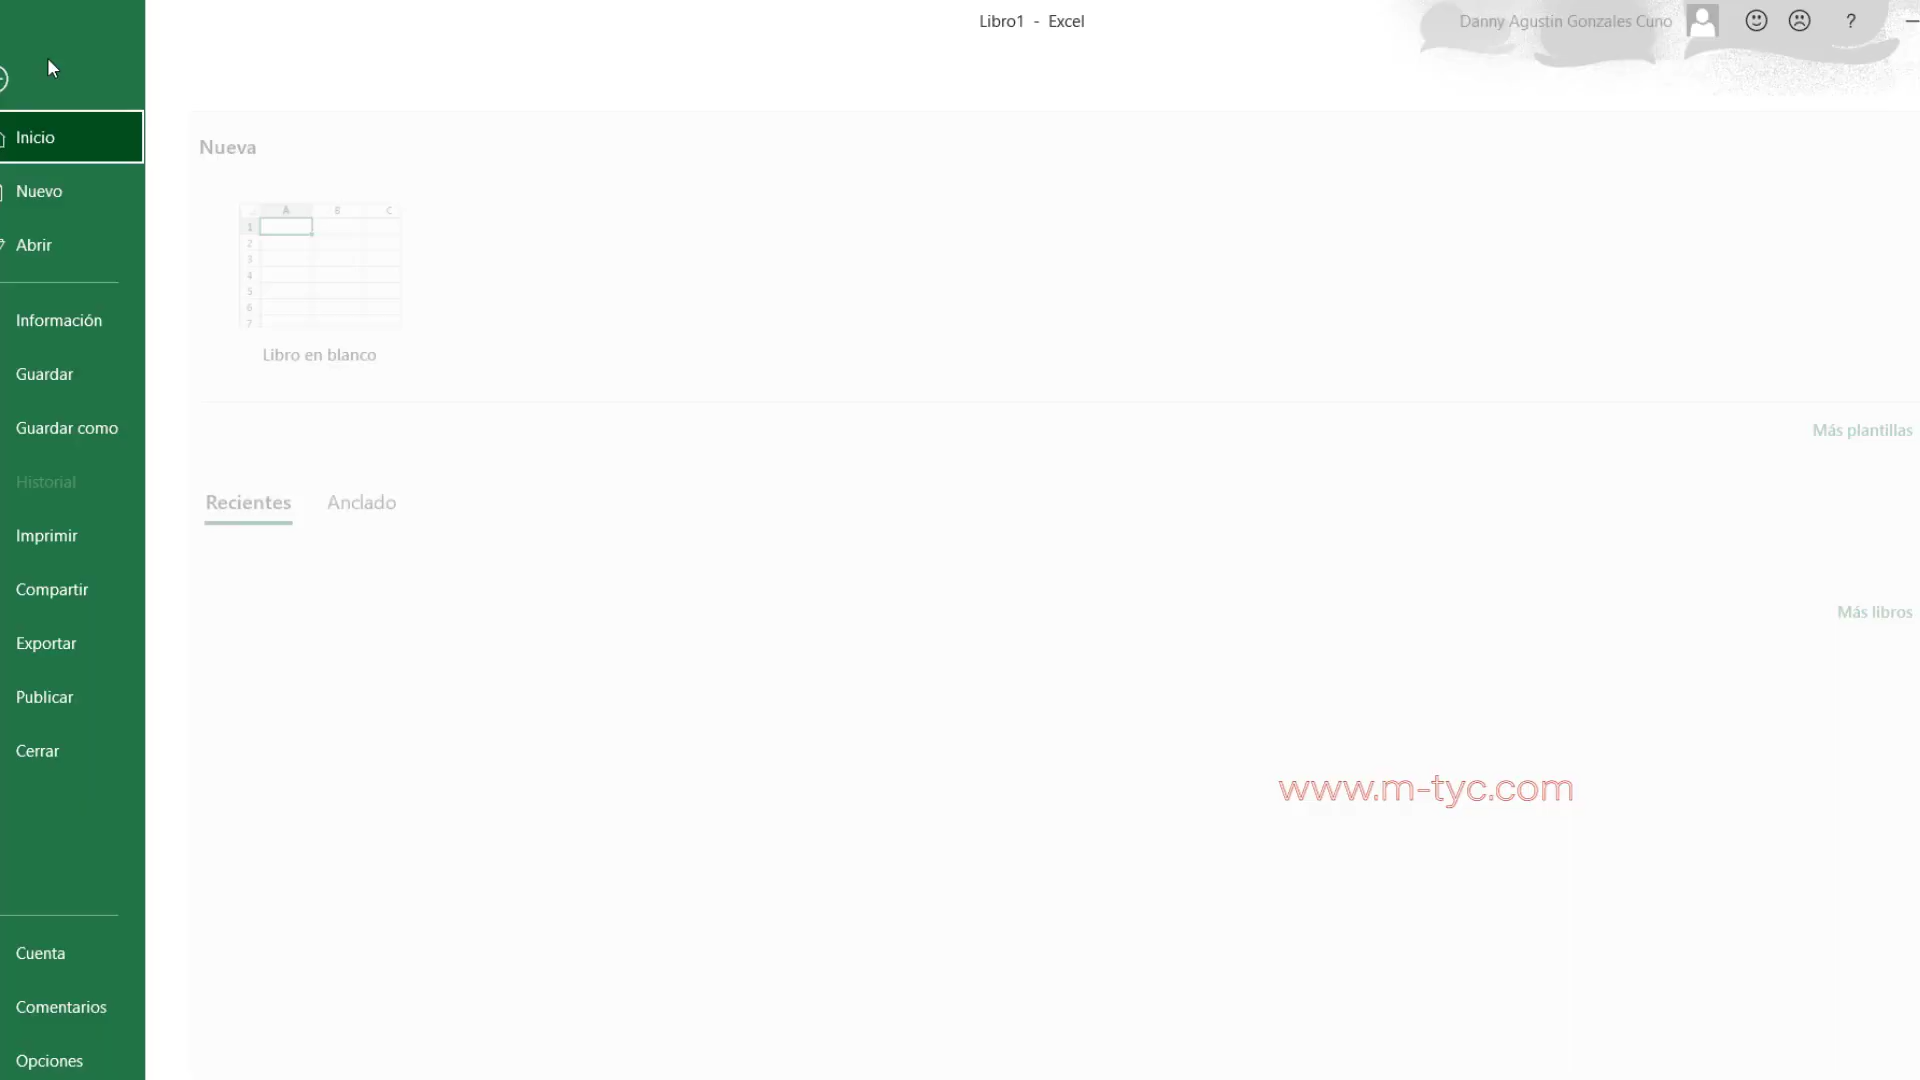 Libro1 - Excel
Danny Agustin Gonzales Cuno
?
Inicio
Nuevo
Abrir
Información
Guardar
Guardar como
Historial
Imprimir
Compartir
Exportar
Publicar
Cerrar
Cuenta
Comentarios
Opciones
Nueva
A B C
1
2
3
4
5
6
7
Libro en blanco
Más plantillas
Recientes Anclado
Más libros
www.m-tyc.com